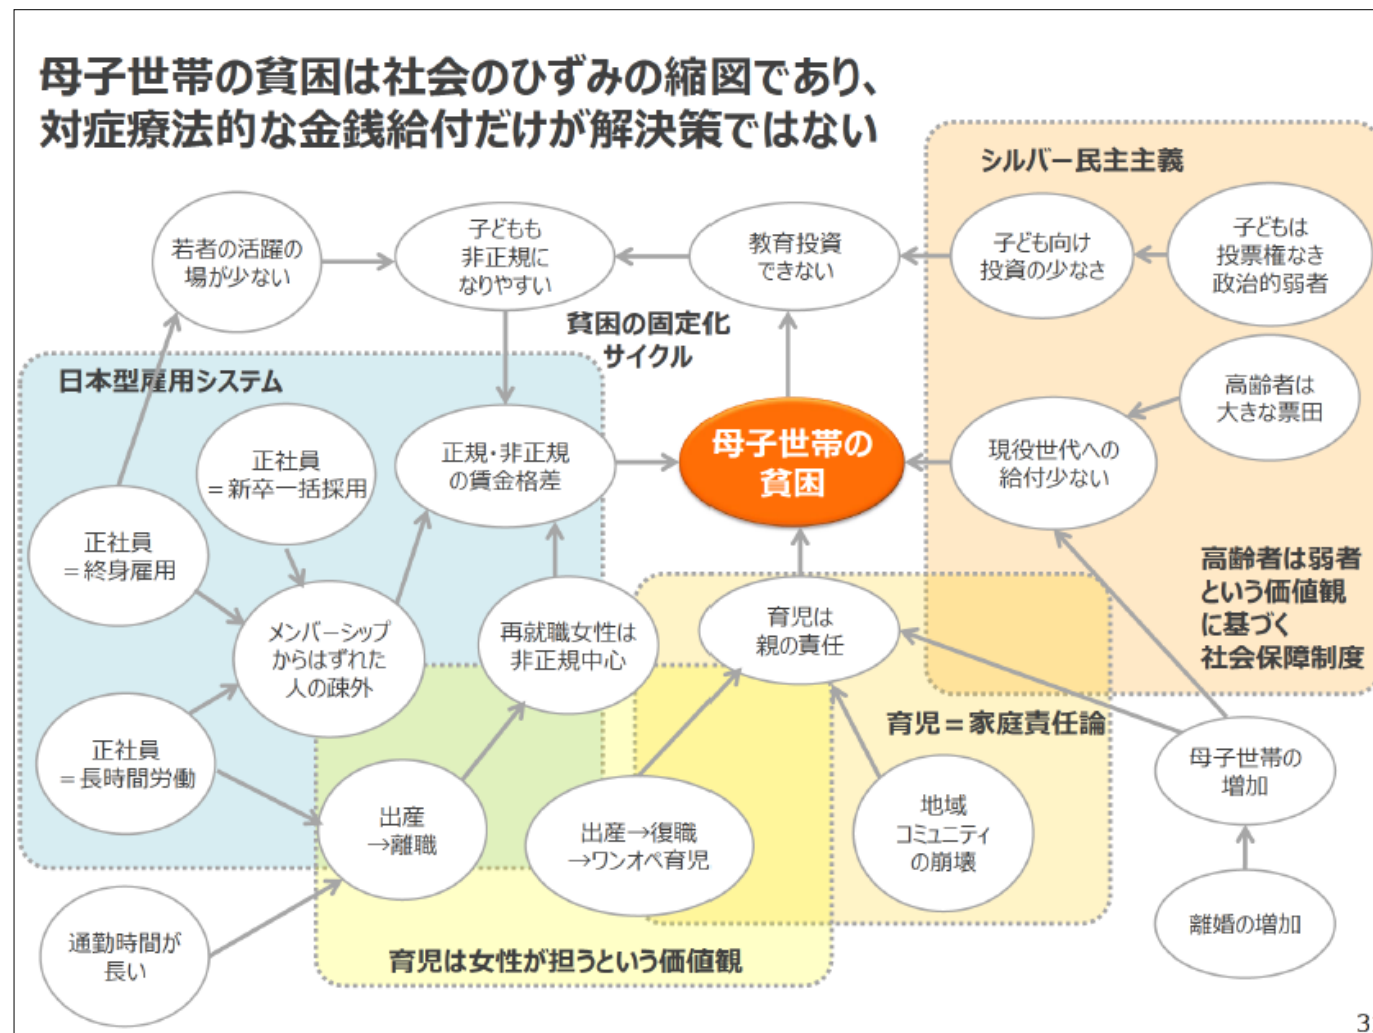 母子世帯の貧困は社会のひずみの縮図であり、
対症療法的な金銭給付だけが解決策ではない
シルバー民主主義
若者の活躍の
場が少ない
子どもも
非正規に
なりやすい
教育投資
できない
子ども向け
投資の少なさ
子どもは
投票権なき
政治的弱者
貧困の固定化
サイクル
日本型雇用システム
高齢者は
大きな票田
正社員
＝新卒一括採用
正規・非正規
の賃金格差
母子世帯の
貧困
現役世代への
給付少ない
正社員
＝終身雇用
高齢者は弱者
という価値観
に基づく
社会保障制度
メンバーシップ
からはずれた
人の疎外
再就職女性は
非正規中心
育児は
親の責任
育児＝家庭責任論
正社員
＝長時間労働
母子世帯の
増加
出産
→離職
出産→復職
→ワンオペ育児
地域
コミュニティ
の崩壊
通勤時間が
長い
育児は女性が担うという価値観
離婚の増加
3